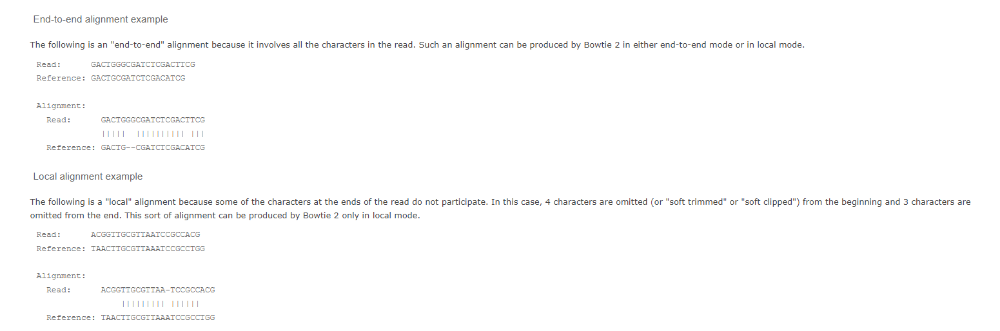 End-to-end alignment example
The following is an "end-to-end" alignment because it involves all the characters in the read. Such an alignment can be produced by Bowtie 2 in either end-to-end mode or in local mode.
Read:      GACTGGGCGATCTCGACTTCG
Reference: GACTGCGATCTCGACATCG
Alignment:
  Read:      GACTGGGCGATCTCGACTTCG
             |||||  |||||||||| |||
  Reference: GACTG--CGATCTCGACATCG
Local alignment example
The following is a "local" alignment because some of the characters at the ends of the read do not participate. In this case, 4 characters are omitted (or "soft trimmed" or "soft clipped") from the beginning and 3 characters are
omitted from the end. This sort of alignment can be produced by Bowtie 2 only in local mode.
Read:      ACGGTTGCGTTAATCCGCCACG
Reference: TAACTTGCGTTAAATCCGCCTGG
Alignment:
  Read:      ACGGTTGCGTTAA-TCCGCCACG
                 ||||||||| ||||||
  Reference: TAACTTGCGTTAAATCCGCCTGG